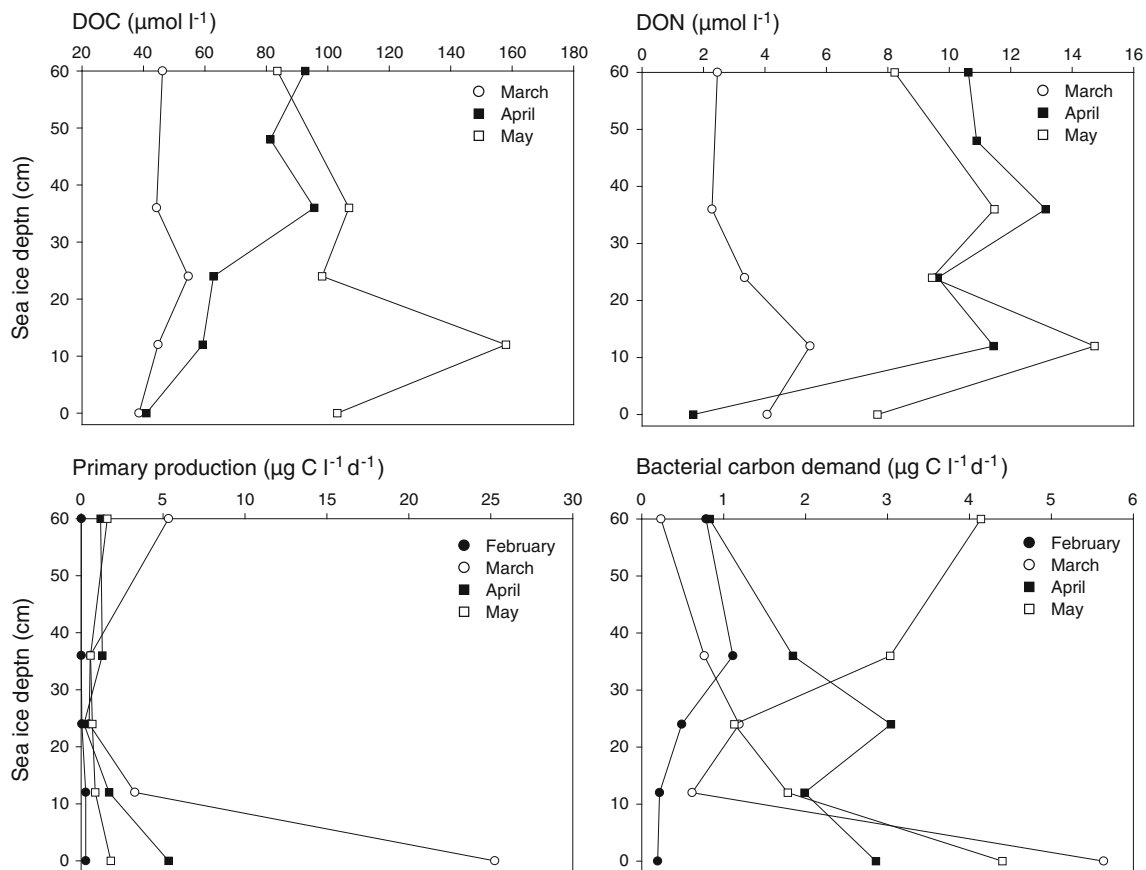 DOC (µmol l-1)
20 40 60 80 100 120 140 160 180
60
50
40
30
20
10
0
Sea ice deptn (cm)
March
April
May
DON (µmol l-1)
0 2 4 6 8 10 12 14 16
60
50
40
30
20
10
0
March
April
May
Primary production (µg C l-1 d-1)
0 5 10 15 20 25 30
60
50
40
30
20
10
0
Sea ice deptn (cm)
February
March
April
May
Bacterial carbon demand (µg C l-1 d-1)
0 1 2 3 4 5 6
60
50
40
30
20
10
0
February
March
April
May